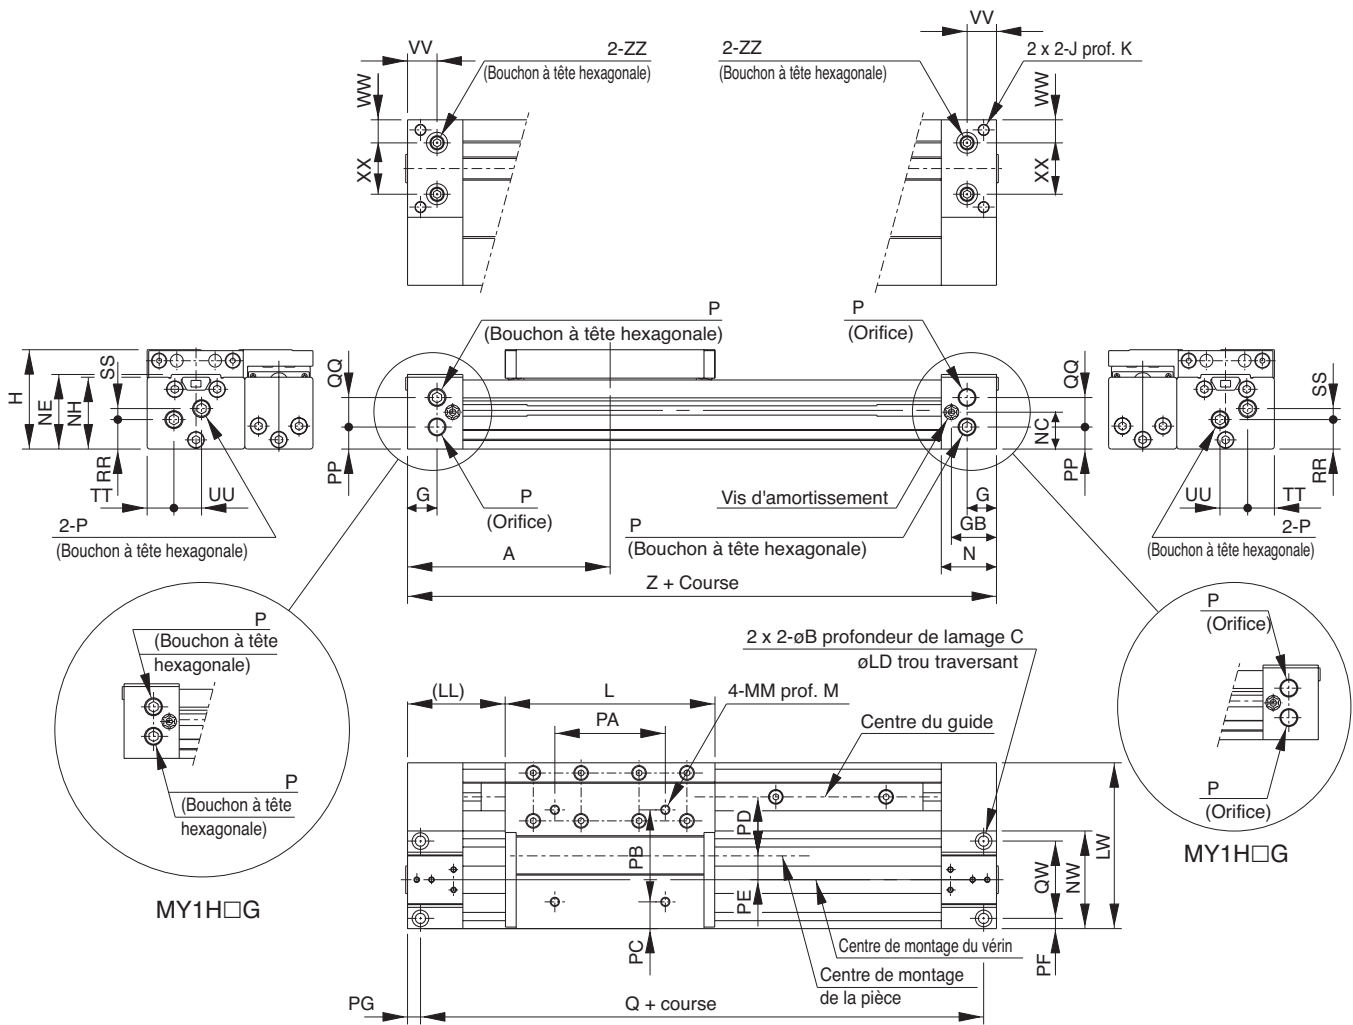 VV
2-ZZ
(Bouchon à tête hexagonale)
WW
XX
2-ZZ
(Bouchon à tête hexagonale)
VV
2 x 2-J prof. K
WW
XX
H
NE
NH
SS
RR
TT
UU
2-P
(Bouchon à tête hexagonale)
QQ
PP
P
(Bouchon à tête hexagonale)
P
(Orifice)
G
P
(Orifice)
Vis d'amortissement
P
(Bouchon à tête hexagonale)
QQ
NC
PP
G
GB
N
A
Z + Course
SS
RR
UU
TT
2-P
(Bouchon à tête hexagonale)
P
(Bouchon à tête
hexagonale)
P
(Bouchon à tête
hexagonale)
MY1H□G
P
(Orifice)
P
(Orifice)
MY1H□G
2 x 2-øB profondeur de lamage C
øLD trou traversant
(LL)
L
PA
4-MM prof. M
Centre du guide
PB
PC
PD
PE
QW
NW
LW
PF
Centre de montage du vérin
Centre de montage
de la pièce
PG
Q + course